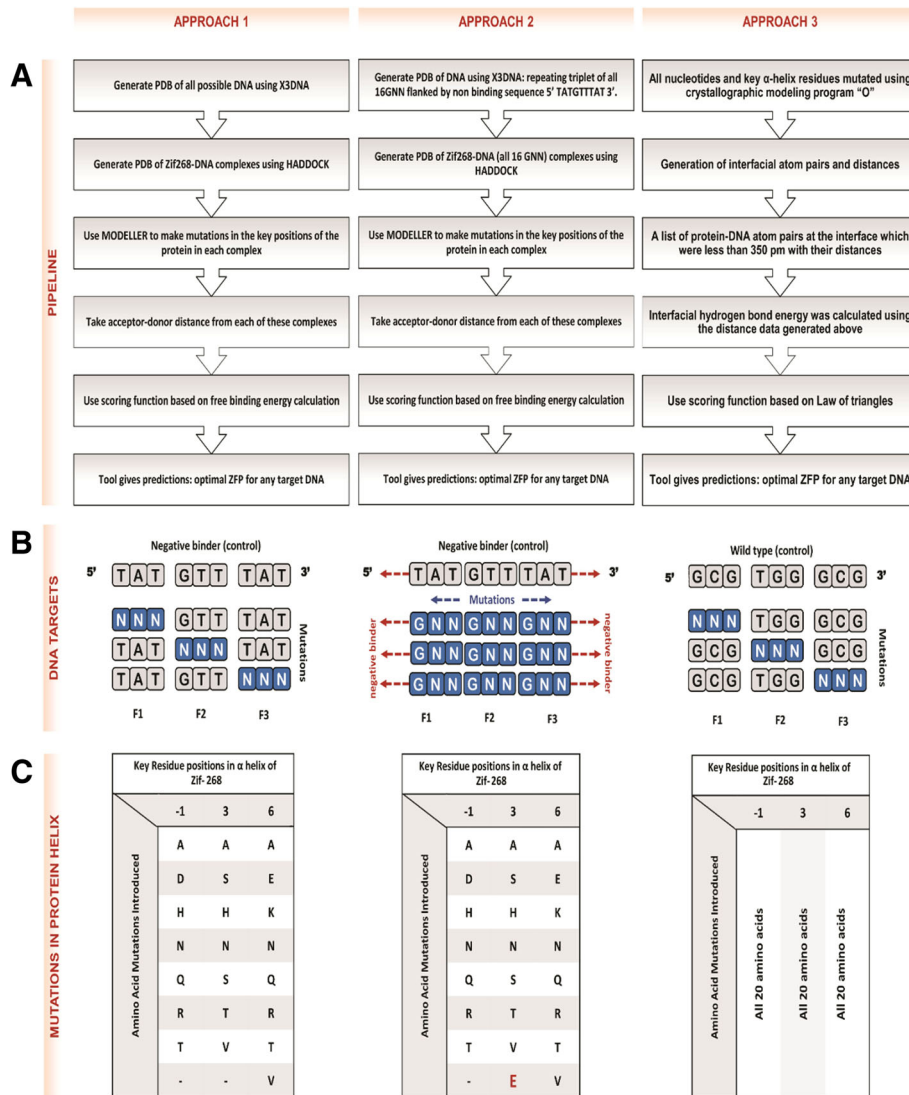 APPROACH 1
APPROACH 2
APPROACH 3
A
PIPELINE
Generate PDB of all possible DNA using X3DNA
Generate PDB of Zif268-DNA complexes using HADDOCK
Use MODELLER to make mutations in the key positions of the
protein in each complex
Take acceptor-donor distance from each of these complexes
Use scoring function based on free binding energy calculation
Tool gives predictions: optimal ZFP for any target DNA
Generate PDB of DNA using X3DNA: repeating triplet of all
16GNN flanked by non binding sequence 5' TATGTTTAT 3'.
Generate PDB of Zif268-DNA (all 16 GNN) complexes using
HADDOCK
Use MODELLER to make mutations in the key positions of the
protein in each complex
Take acceptor-donor distance from each of these complexes
Use scoring function based on free binding energy calculation
Tool gives predictions: optimal ZFP for any target DNA
All nucleotides and key α-helix residues mutated using
crystallographic modeling program "O"
Generation of interfacial atom pairs and distances
A list of protein-DNA atom pairs at the interface which
were less than 350 pm with their distances
Interfacial hydrogen bond energy was calculated using
the distance data generated above
Use scoring function based on Law of triangles
Tool gives predictions: optimal ZFP for any target DNA
B
DNA TARGETS
Negative binder (control)
5' TAT GTT TAT 3'
NNN GTT TAT
TAT NNN TAT
TAT GTT NNN
Mutations
F1 F2 F3
Negative binder (control)
5' TAT GTT TAT 3'
Mutations
GNN GNN GNN
GNN GNN GNN
GNN GNN GNN
negative binder
negative binder
F1 F2 F3
Wild type (control)
5' GCG TGG GCG 3'
NNN TGG GCG
GCG NNN GCG
GCG TGG NNN
Mutations
F1 F2 F3
C
MUTATIONS IN PROTEIN HELIX
Key Residue positions in α helix of
Zif-268
-1 3 6
Amino Acid Mutations Introduced
A A A
D S E
H H K
N N N
Q S Q
R T R
T V T
- - V
Key Residue positions in α helix of
Zif-268
-1 3 6
Amino Acid Mutations Introduced
A A A
D S E
H H K
N N N
Q S Q
R T R
T V T
- E V
Key Residue positions in α helix of
Zif-268
-1 3 6
Amino Acid Mutations Introduced
All 20 amino acids
All 20 amino acids
All 20 amino acids